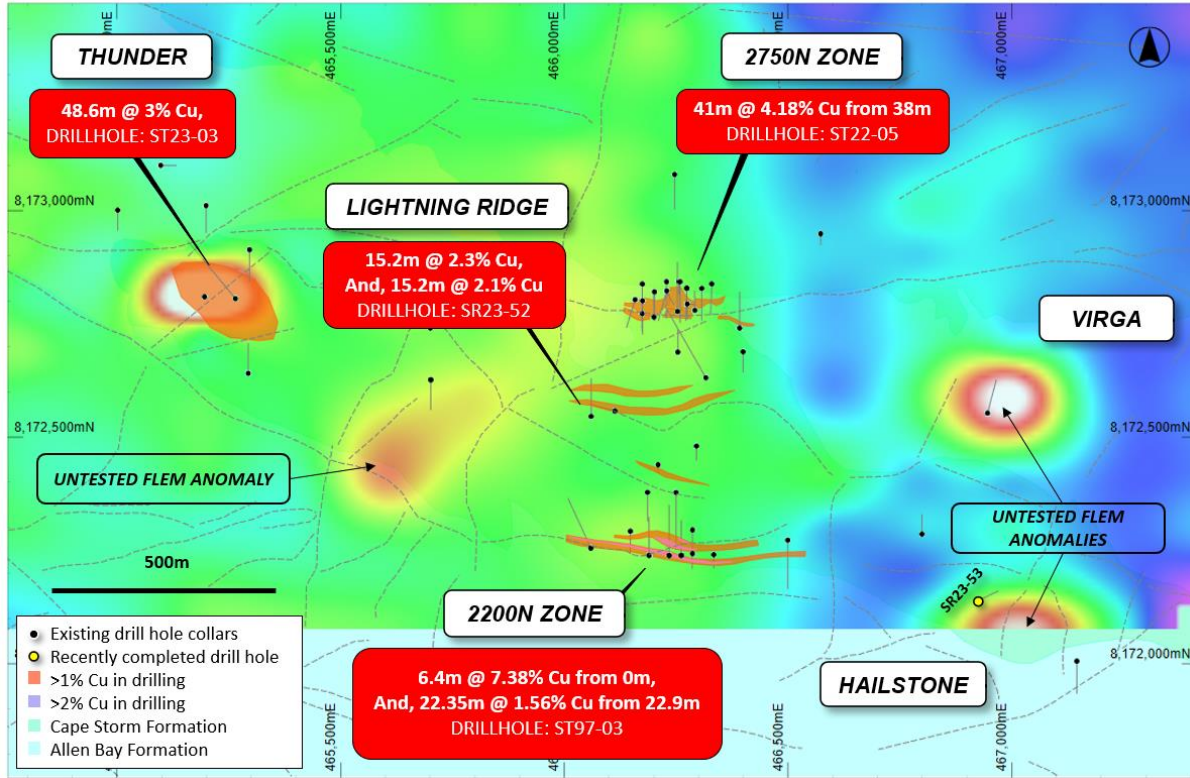 465,500mE
466,000mE
467,000mE
THUNDER
48.6m @ 3% Cu,
DRILLHOLE: ST23-03
2750N ZONE
41m @ 4.18% Cu from 38m
DRILLHOLE: ST22-05
8,173,000mN
8,173,000mN
LIGHTNING RIDGE
15.2m @ 2.3% Cu,
And, 15.2m @ 2.1% Cu
DRILLHOLE: SR23-52
VIRGA
8,172,500mN
8,172,500mN
UNTESTED FLEM ANOMALY
UNTESTED FLEM
ANOMALIES
500m
SR23-53
2200N ZONE
6.4m @ 7.38% Cu from 0m,
And, 22.35m @ 1.56% Cu from 22.9m
DRILLHOLE: ST97-03
HAILSTONE
8,172,000mN
Existing drill hole collars
Recently completed drill hole
>1% Cu in drilling
>2% Cu in drilling
Cape Storm Formation
Allen Bay Formation
465,500mE
466,500mE
467,000mE